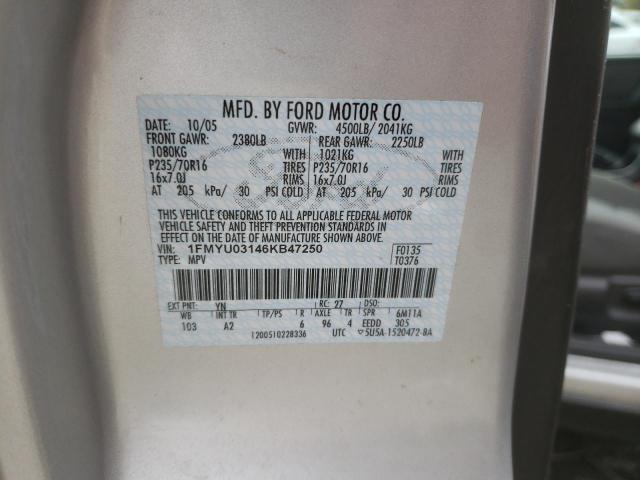 MFD. BY FORD MOTOR CO.
DATE: 10/05 GVWR: 4500LB/ 2041KG
FRONT GAWR: 2380LB REAR GAWR: 2250LB
1080KG WITH 1021KG WITH
P235/70R16 TIRES P235/70R16 TIRES
16x7.0J RIMS 16x7.0J RIMS
AT 205 kPa/ 30 PSI COLD AT 205 kPa/ 30 PSI COLD
THIS VEHICLE CONFORMS TO ALL APPLICABLE FEDERAL MOTOR
VEHICLE SAFETY AND BUMPER STANDARDS IN
EFFECT ON THE DATE OF MANUFACTURE SHOWN ABOVE.
VIN: 1FMYU03146KB47250 F0135
TYPE: MPV T0376
EXT PNT: YN RC: 27 DSO:
WB INT TR TP/PS R AXLE TR SPR 6M11A
103 A2 6 96 4 EEDD 305
1200510228336 UTC 5U5A-1520472-BA
Ford